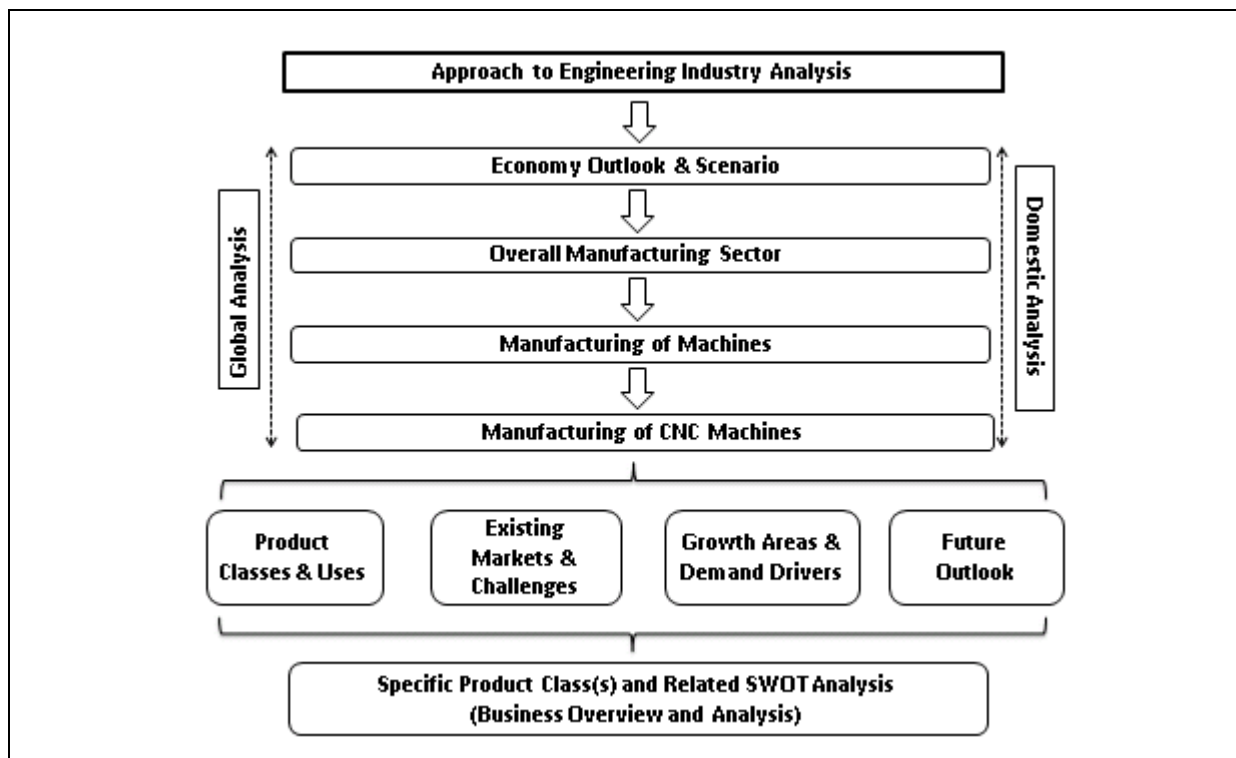 Approach to Engineering Industry Analysis
Economy Outlook & Scenario
Overall Manufacturing Sector
Manufacturing of Machines
Manufacturing of CNC Machines
Global Analysis
Domestic Analysis
Product
Classes & Uses
Existing
Markets &
Challenges
Growth Areas &
Demand Drivers
Future
Outlook
Specific Product Class(s) and Related SWOT Analysis
(Business Overview and Analysis)